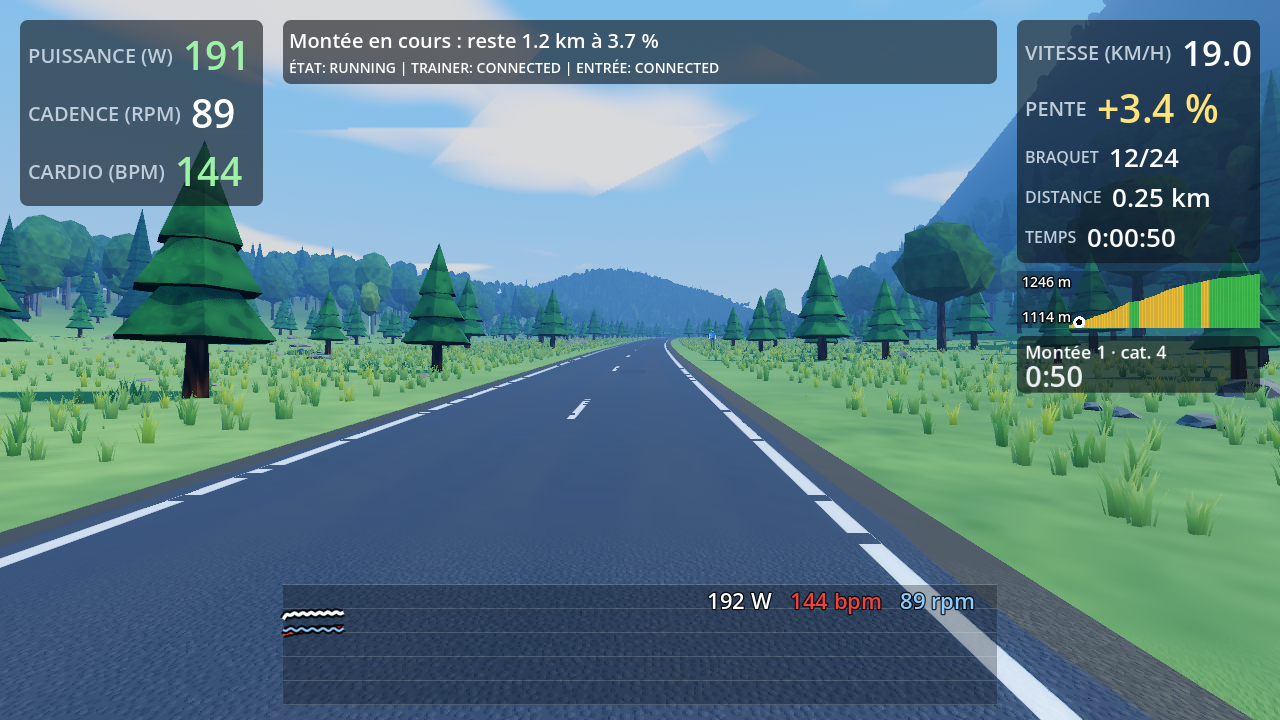 PUISSANCE (W) 191
CADENCE (RPM) 89
CARDIO (BPM) 144
Montée en cours : reste 1.2 km à 3.7 %
ÉTAT: RUNNING | TRAINER: CONNECTED | ENTRÉE: CONNECTED
VITESSE (KM/H) 19.0
PENTE +3.4 %
BRAQUET 12/24
DISTANCE 0.25 km
TEMPS 0:00:50
1246 m
1114 m
Montée 1 · cat. 4
0:50
192 W 144 bpm 89 rpm